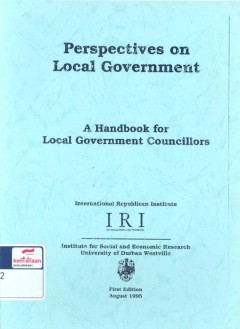 Perspectives on
Local Government
A Handbook for
Local Government Councillors
International Republican Institute
IRI
Institute for Social and Economic Research
University of Durban Westville
First Edition
August 1995
2